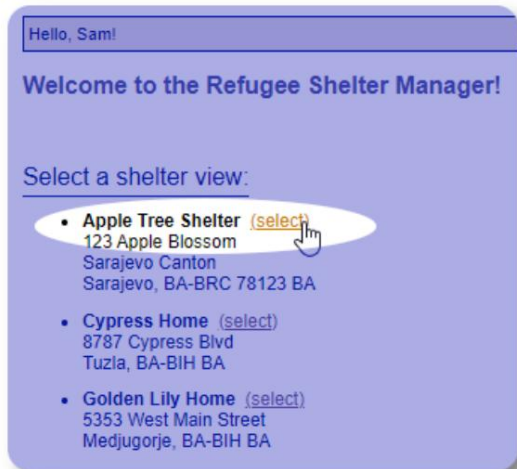 Hello, Sam!
Welcome to the Refugee Shelter Manager!
Select a shelter view:
• Apple Tree Shelter (select)
123 Apple Blossom
Sarajevo Canton
Sarajevo, BA-BRC 78123 BA
• Cypress Home (select)
8787 Cypress Blvd
Tuzla, BA-BIH BA
• Golden Lily Home (select)
5353 West Main Street
Medjugorje, BA-BIH BA